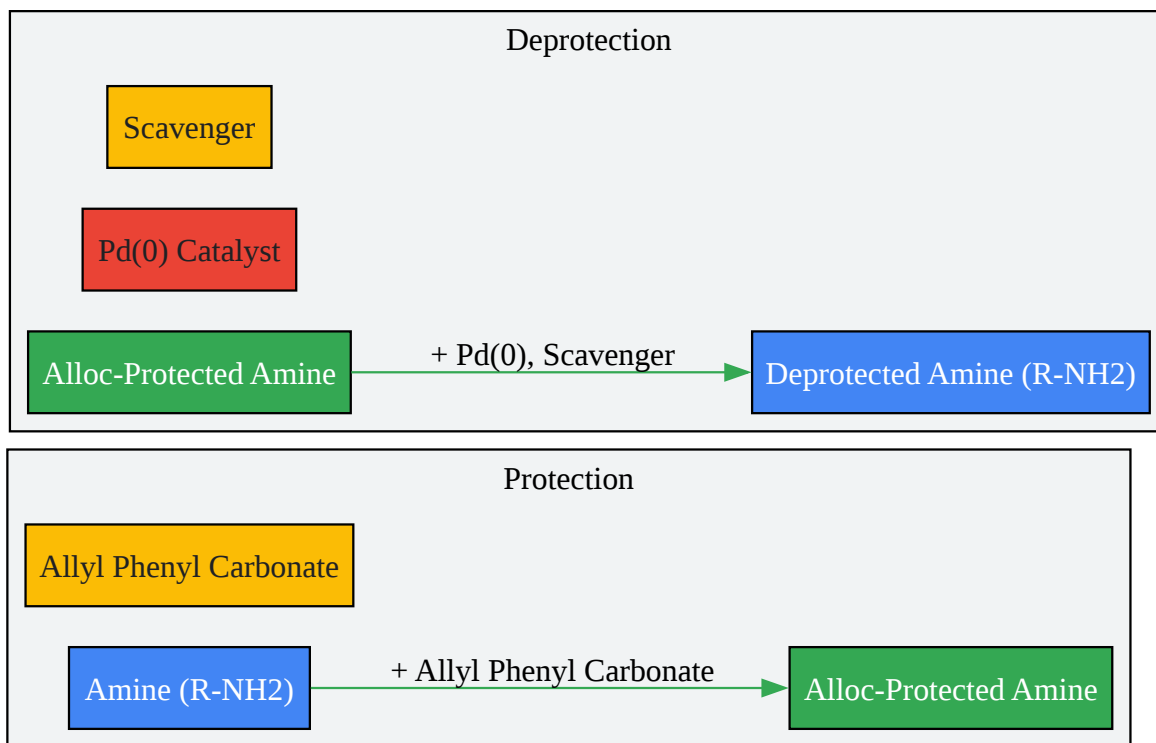 Deprotection
Scavenger
Pd(0) Catalyst
Alloc-Protected Amine
+ Pd(0), Scavenger
Deprotected Amine (R-NH2)
Protection
Allyl Phenyl Carbonate
Amine (R-NH2)
+ Allyl Phenyl Carbonate
Alloc-Protected Amine